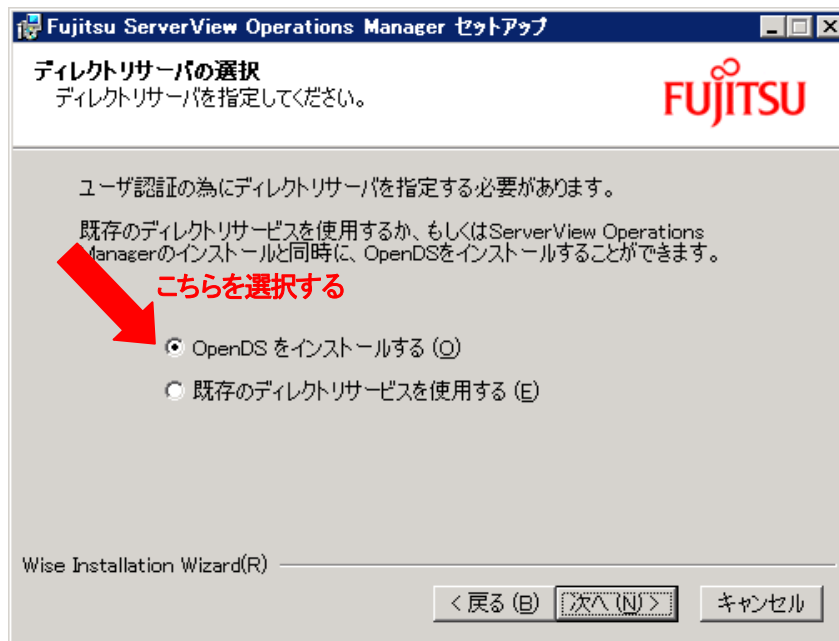 Fujitsu ServerView Operations Manager セットアップ
ディレクトリサーバの選択
ディレクトリサーバを指定してください。
FUJITSU
ユーザ認証の為にディレクトリサーバを指定する必要があります。
既存のディレクトリサービスを使用するか、もしくはServerView Operations
Managerのインストールと同時に、OpenDSをインストールすることができます。
こちらを選択する
OpenDS をインストールする (O)
既存のディレクトリサービスを使用する (E)
Wise Installation Wizard(R)
< 戻る (B) 次へ (N) > キャンセル